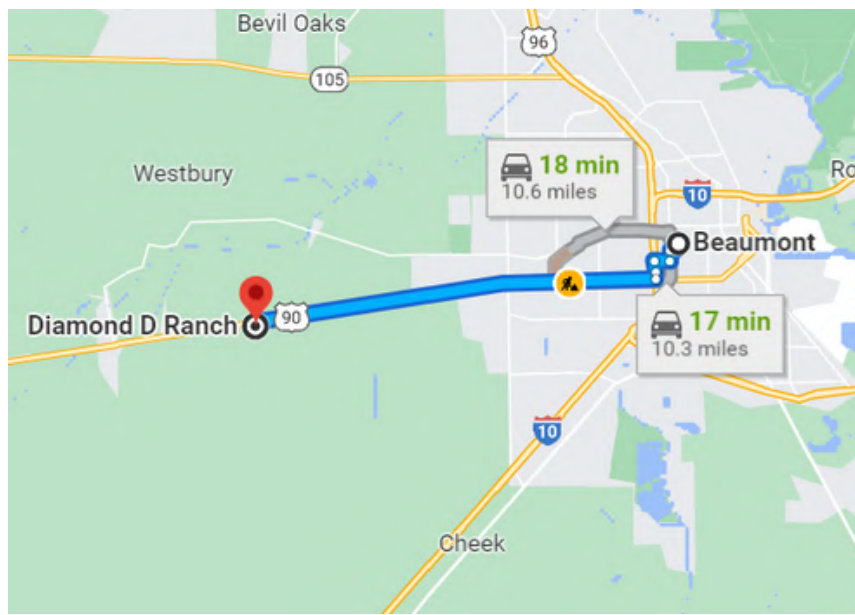 Bevil Oaks
96
105
18 min
10.6 miles
Westbury
10
Ro
Beaumont
Diamond D Ranch
90
17 min
10.3 miles
10
Cheek